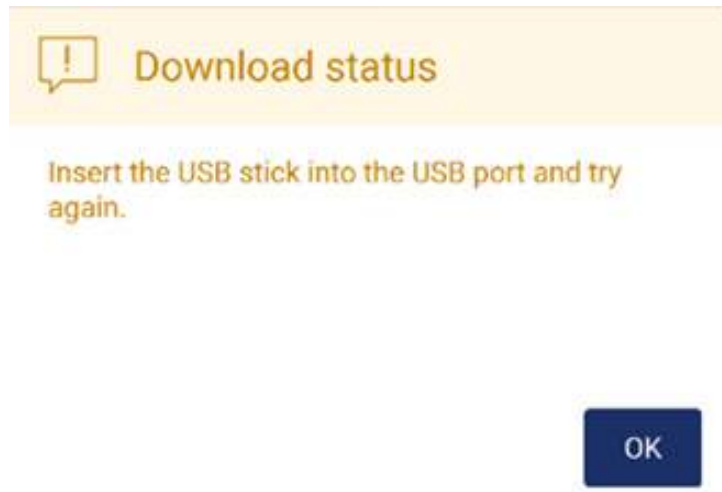 Download status
Insert the USB stick into the USB port and try
again.
OK